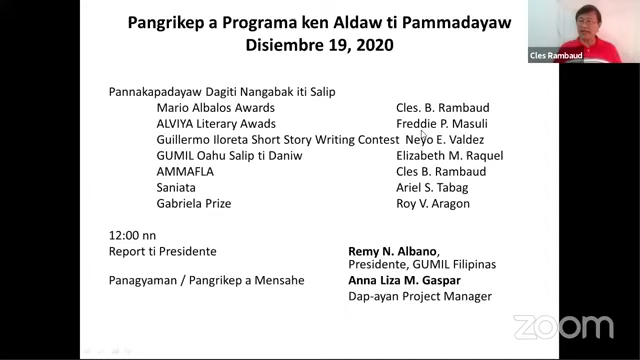 Pangrikep a Programa ken Aldaw ti Pammadayaw
Disiembre 19, 2020
Cles Rambaud
Pannakapadayaw Dagiti Nangabak iti Salip
Mario Albalos Awards Cles. B. Rambaud
ALVIYA Literary Awads Freddie P. Masuli
Guillermo Iloreta Short Story Writing Contest Neyo E. Valdez
GUMIL Oahu Salip ti Daniw Elizabeth M. Raquel
AMMAFLA Cles B. Rambaud
Saniata Ariel S. Tabag
Gabriela Prize Roy V. Aragon
12:00 nn
Report ti Presidente Remy N. Albano,
Presidente, GUMIL Filipinas
Panagyaman / Pangrikep a Mensahe Anna Liza M. Gaspar
Dap-ayan Project Manager
zoom